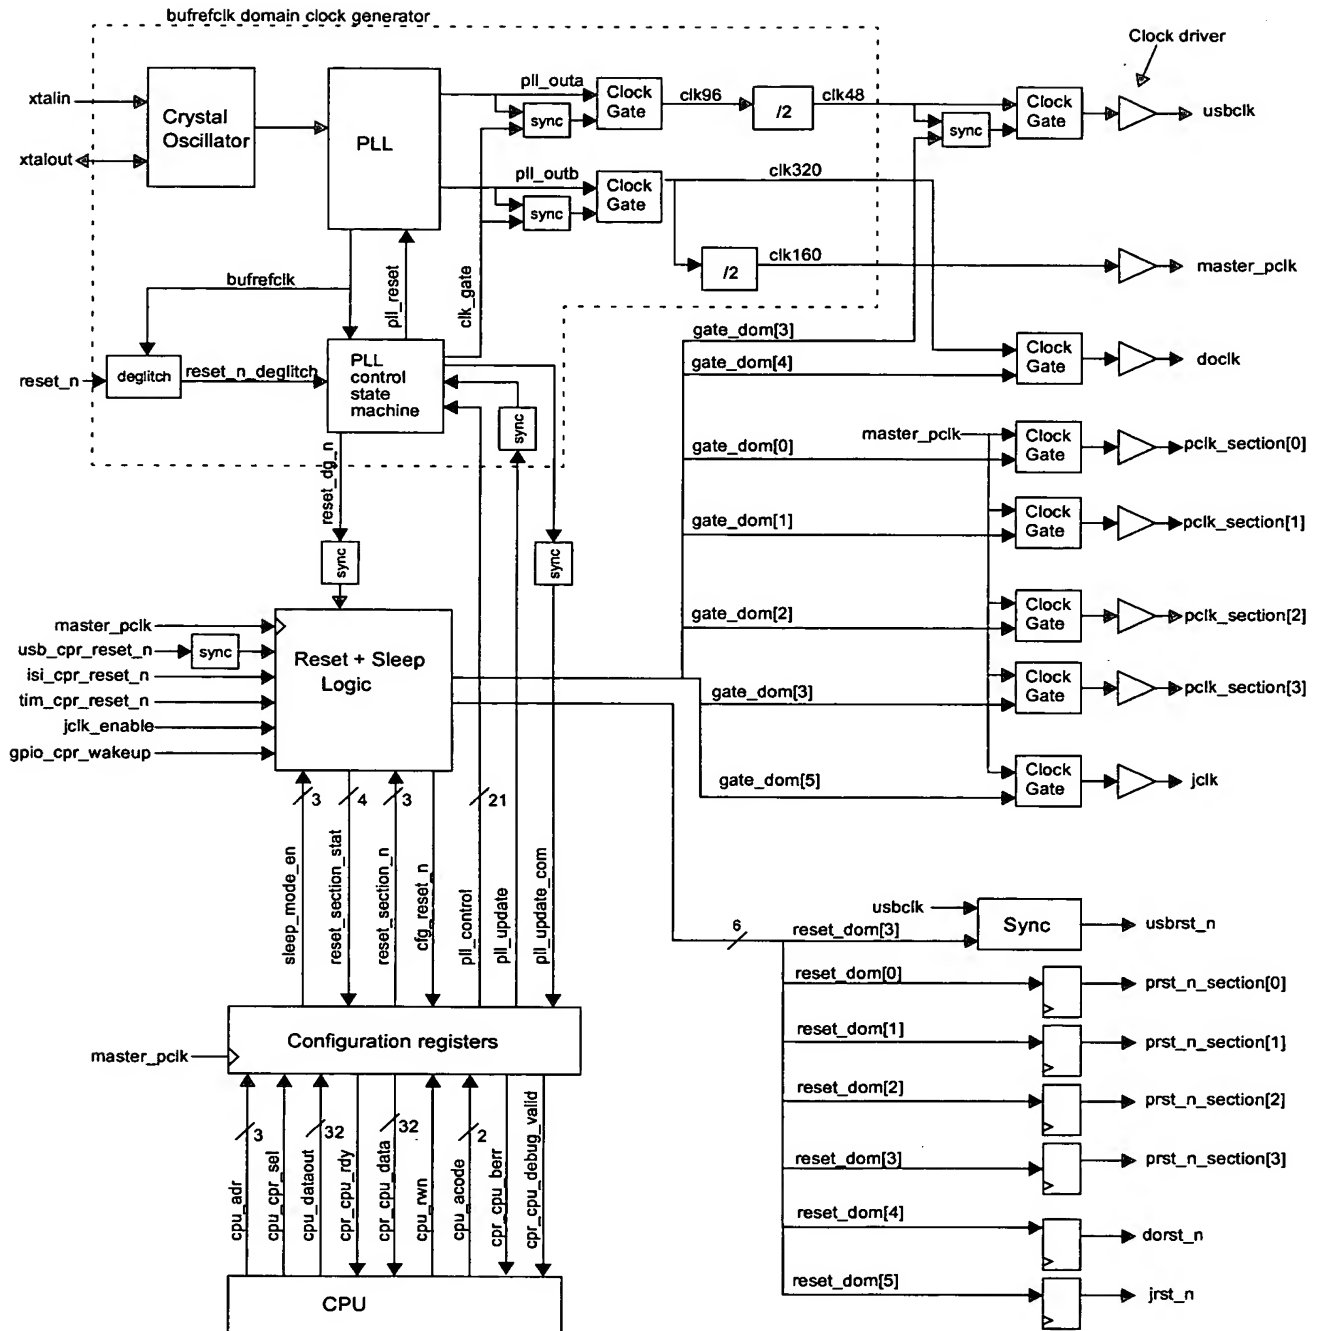 bufrefclk domain clock generator
Clock driver
xtalin
xtalout
Crystal
Oscillator
PLL
pll_outa
sync
Clock
Gate
clk96
/2
clk48
sync
Clock
Gate
usbclk
pll_outb
sync
Clock
Gate
clk320
/2
clk160
master_pclk
bufrefclk
pll_reset
clk_gate
reset_n
deglitch
reset_n_deglitch
PLL
control
state
machine
sync
gate_dom[3]
gate_dom[4]
Clock
Gate
doclk
master_pclk
gate_dom[0]
Clock
Gate
pclk_section[0]
reset_dg_n
sync
sync
gate_dom[1]
Clock
Gate
pclk_section[1]
gate_dom[2]
Clock
Gate
pclk_section[2]
master_pclk
usb_cpr_reset_n
sync
isi_cpr_reset_n
tim_cpr_reset_n
jclk_enable
gpio_cpr_wakeup
Reset + Sleep
Logic
gate_dom[3]
Clock
Gate
pclk_section[3]
gate_dom[5]
Clock
Gate
jclk
3
4
3
21
sleep_mode_en
reset_section_stat
reset_section_n
cfg_reset_n
pll_control
pll_update
pll_update_com
6
usbclk
reset_dom[3]
Sync
usbrst_n
reset_dom[0]
prst_n_section[0]
reset_dom[1]
prst_n_section[1]
reset_dom[2]
prst_n_section[2]
reset_dom[3]
prst_n_section[3]
reset_dom[4]
dorst_n
reset_dom[5]
jrst_n
master_pclk
Configuration registers
3
32
32
2
cpu_adr
cpu_cpr_sel
cpu_dataout
cpr_cpu_rdy
cpr_cpu_data
cpu_rwn
cpu_acode
cpr_cpu_berr
cpr_cpu_debug_valid
CPU